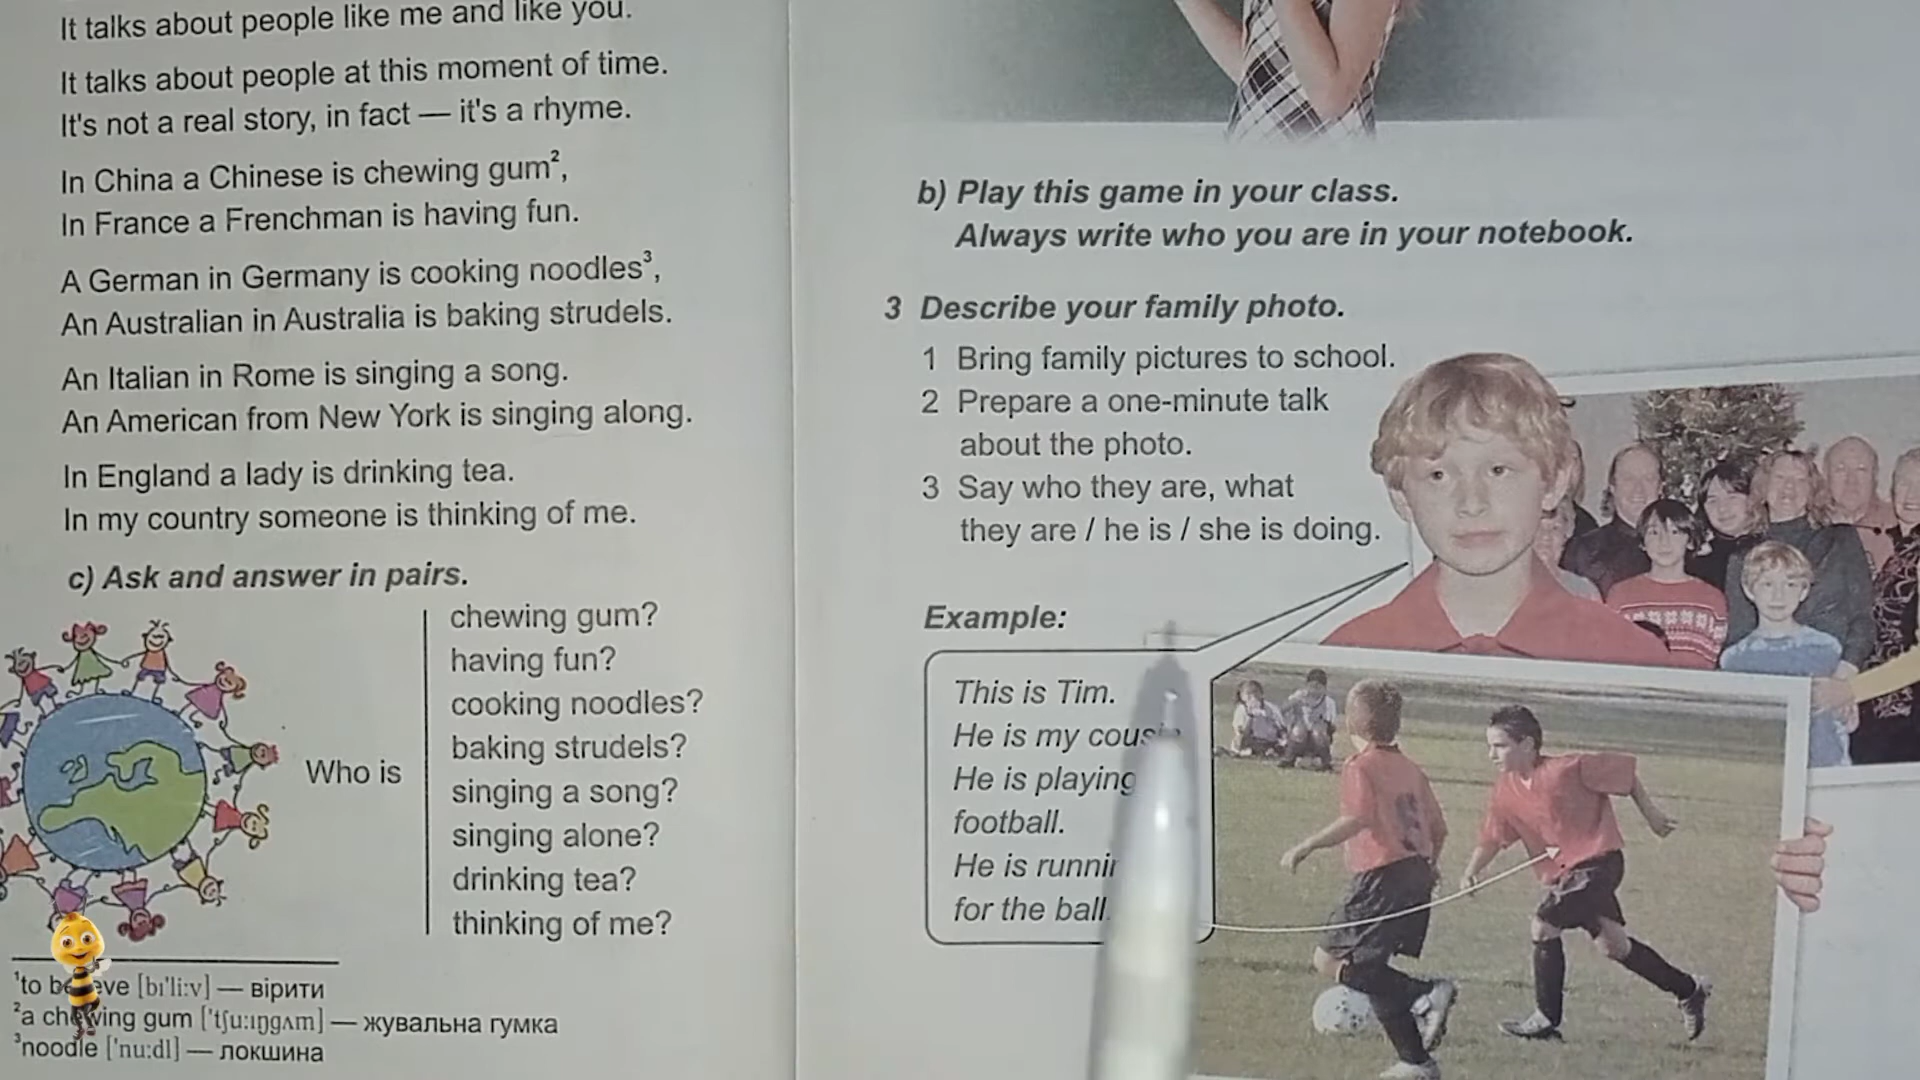 It talks about people like me and like you.
It talks about people at this moment of time.
It's not a real story, in fact — it's a rhyme.
In China a Chinese is chewing gum²,
In France a Frenchman is having fun.
A German in Germany is cooking noodles³,
An Australian in Australia is baking strudels.
An Italian in Rome is singing a song.
An American from New York is singing along.
In England a lady is drinking tea.
In my country someone is thinking of me.
c) Ask and answer in pairs.
Who is
chewing gum?
having fun?
cooking noodles?
baking strudels?
singing a song?
singing alone?
drinking tea?
thinking of me?
¹to [bɪ'li:v] — вірити
²a gum ['tʃu:ɪŋgʌm] — жувальна гумка
³noodle ['nu:dl] — локшина
b) Play this game in your class.
Always write who you are in your notebook.
3 Describe your family photo.
1 Bring family pictures to school.
2 Prepare a one-minute talk
about the photo.
3 Say who they are, what
they are / he is / she is doing.
Example:
This is Tim.
He is my
He is playing
football.
He is
for the ball